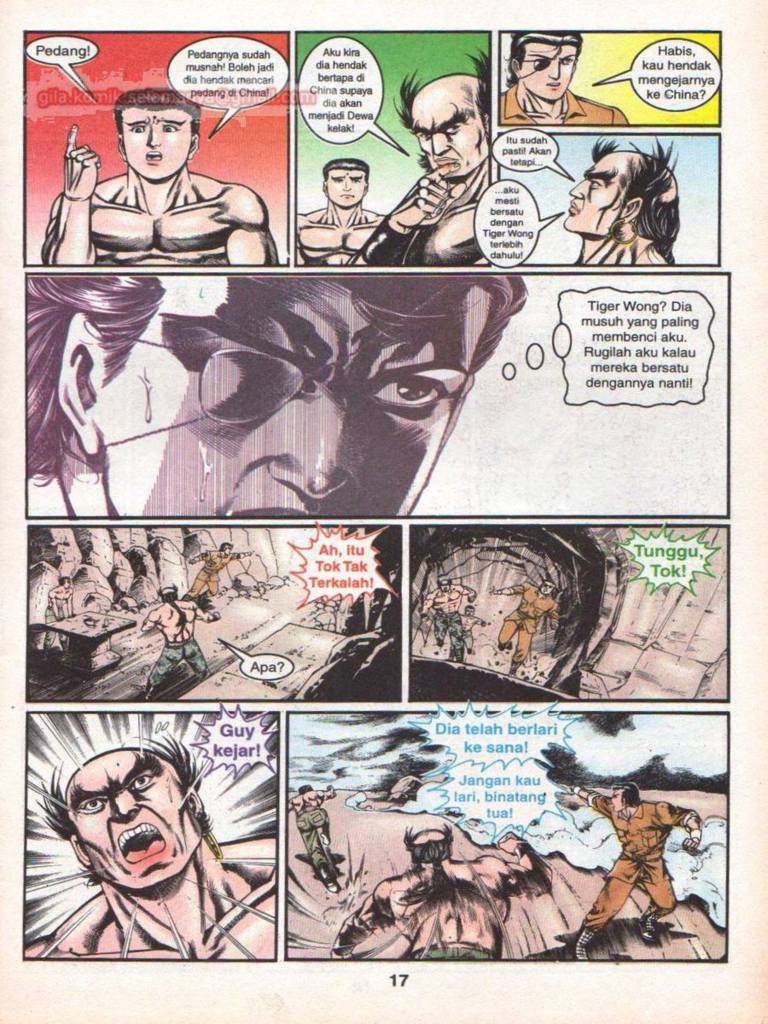 Pedang!
Pedangnya sudah
musnah! Boleh jadi
dia hendak mencari
pedang di China!
Aku kira
dia hendak
bertapa di
China supaya
dia akan
menjadi Dewa
kelak!
Habis,
kau hendak
mengejarnya
ke China?
Itu sudah
pasti! Akan
tetapi...
...aku
mesti
bersatu
dengan
Tiger Wong
terlebih
dahulu!
Tiger Wong? Dia
musuh yang paling
membenci aku.
Rugilah aku kalau
mereka bersatu
dengannya nanti!
Ah, itu
Tok Tak
Terkalah!
Apa?
Tunggu,
Tok!
Guy
kejar!
Dia telah berlari
ke sana!
Jangan kau
lari, binatang
tua!
17